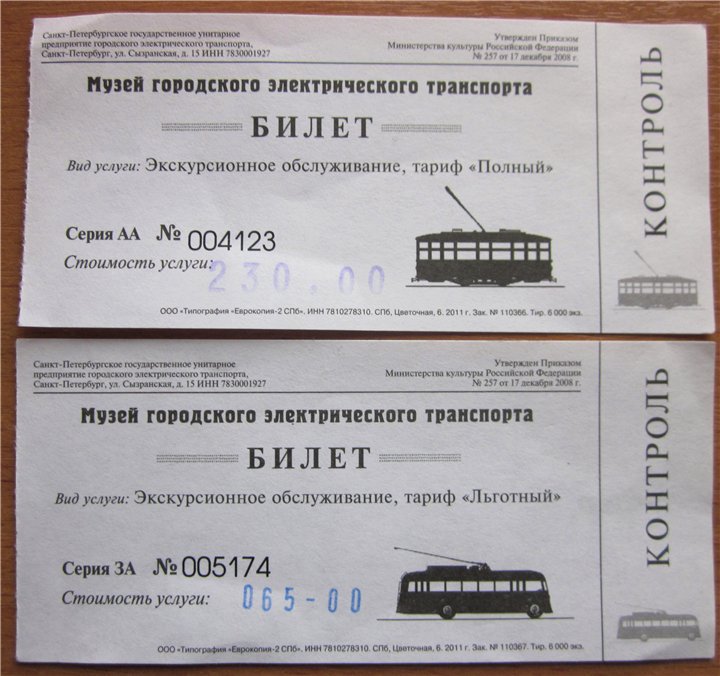 Санкт-Петербургское государственное унитарное
предприятие городского электрического транспорта,
Санкт-Петербург, ул. Сызранская, д. 15 ИНН 7830001927
Утвержден Приказом
Министерства культуры Российской Федерации
№ 257 от 17 декабря 2008 г.
Музей городского электрического транспорта
БИЛЕТ
Вид услуги: Экскурсионное обслуживание, тариф «Полный»
Серия АА № 004123
Стоимость услуги: 230.00
ООО «Типография «Еврокопия-2 СПб». ИНН 7810278310. СПб, Цветочная, 6. 2011 г. Зак. № 110366. Тир. 6 000 экз.
КОНТРОЛЬ
Санкт-Петербургское государственное унитарное
предприятие городского электрического транспорта,
Санкт-Петербург, ул. Сызранская, д. 15 ИНН 7830001927
Утвержден Приказом
Министерства культуры Российской Федерации
№ 257 от 17 декабря 2008 г.
Музей городского электрического транспорта
БИЛЕТ
Вид услуги: Экскурсионное обслуживание, тариф «Льготный»
Серия ЗА № 005174
Стоимость услуги: 065-00
ООО «Типография «Еврокопия-2 СПб». ИНН 7810278310. СПб, Цветочная, 6. 2011 г. Зак. № 110367. Тир. 6 000 экз.
КОНТРОЛЬ